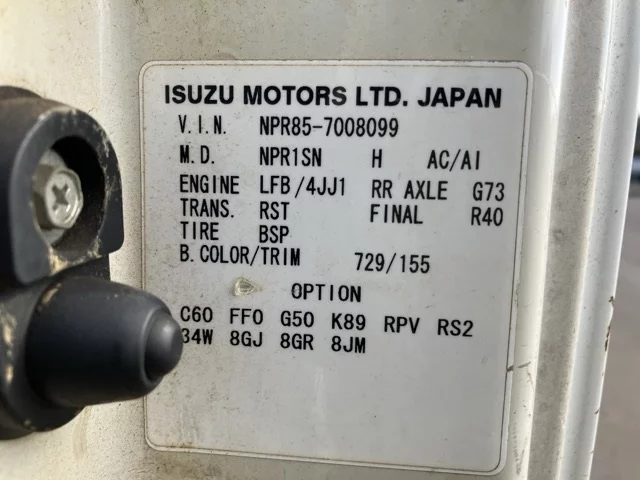 ISUZU MOTORS LTD. JAPAN
V.I.N. NPR85-7008099
M.D. NPR1SN H AC/AI
ENGINE LFB/4JJ1 RR AXLE G73
TRANS. RST FINAL R40
TIRE BSP
B.COLOR/TRIM 729/155
OPTION
C60 FF0 G50 K89 RPV RS2
34W 8GJ 8GR 8JM